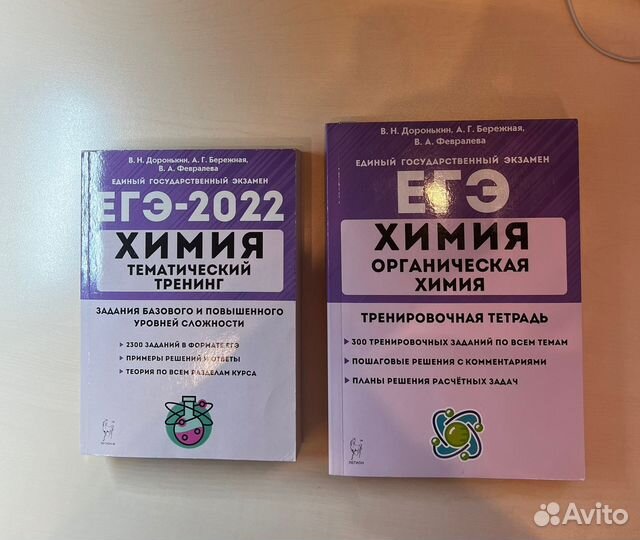 В. Н. Доронькин, А. Г. Бережная,
В. А. Февралева
ЕДИНЫЙ ГОСУДАРСТВЕННЫЙ ЭКЗАМЕН
ЕГЭ-2022
ХИМИЯ
ТЕМАТИЧЕСКИЙ
ТРЕНИНГ
ЗАДАНИЯ БАЗОВОГО И ПОВЫШЕННОГО
УРОВНЕЙ СЛОЖНОСТИ
2300 ЗАДАНИЙ В ФОРМАТЕ ЕГЭ
ПРИМЕРЫ РЕШЕНИЙ И ОТВЕТЫ
ТЕОРИЯ ПО ВСЕМ РАЗДЕЛАМ КУРСА
ЛЕГИОН
В. Н. Доронькин, А. Г. Бережная,
В. А. Февралева
ЕДИНЫЙ ГОСУДАРСТВЕННЫЙ ЭКЗАМЕН
ЕГЭ
ХИМИЯ
ОРГАНИЧЕСКАЯ
ХИМИЯ
ТРЕНИРОВОЧНАЯ ТЕТРАДЬ
300 ТРЕНИРОВОЧНЫХ ЗАДАНИЙ ПО ВСЕМ ТЕМАМ
ПОШАГОВЫЕ РЕШЕНИЯ С КОММЕНТАРИЯМИ
ПЛАНЫ РЕШЕНИЯ РАСЧЁТНЫХ ЗАДАЧ
ЛЕГИОН
Avito